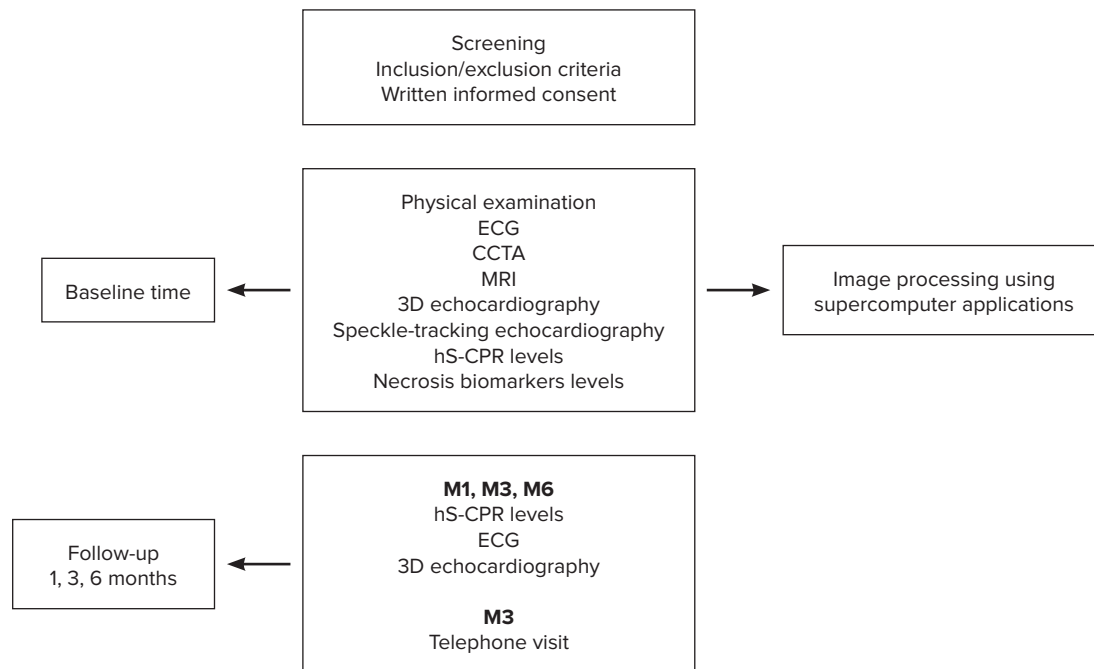 Screening
Inclusion/exclusion criteria
Written informed consent
Physical examination
ECG
CCTA
MRI
3D echocardiography
Speckle-tracking echocardiography
hS-CPR levels
Necrosis biomarkers levels
Baseline time
Image processing using
supercomputer applications
M1, M3, M6
hS-CPR levels
ECG
3D echocardiography
M3
Telephone visit
Follow-up
1, 3, 6 months